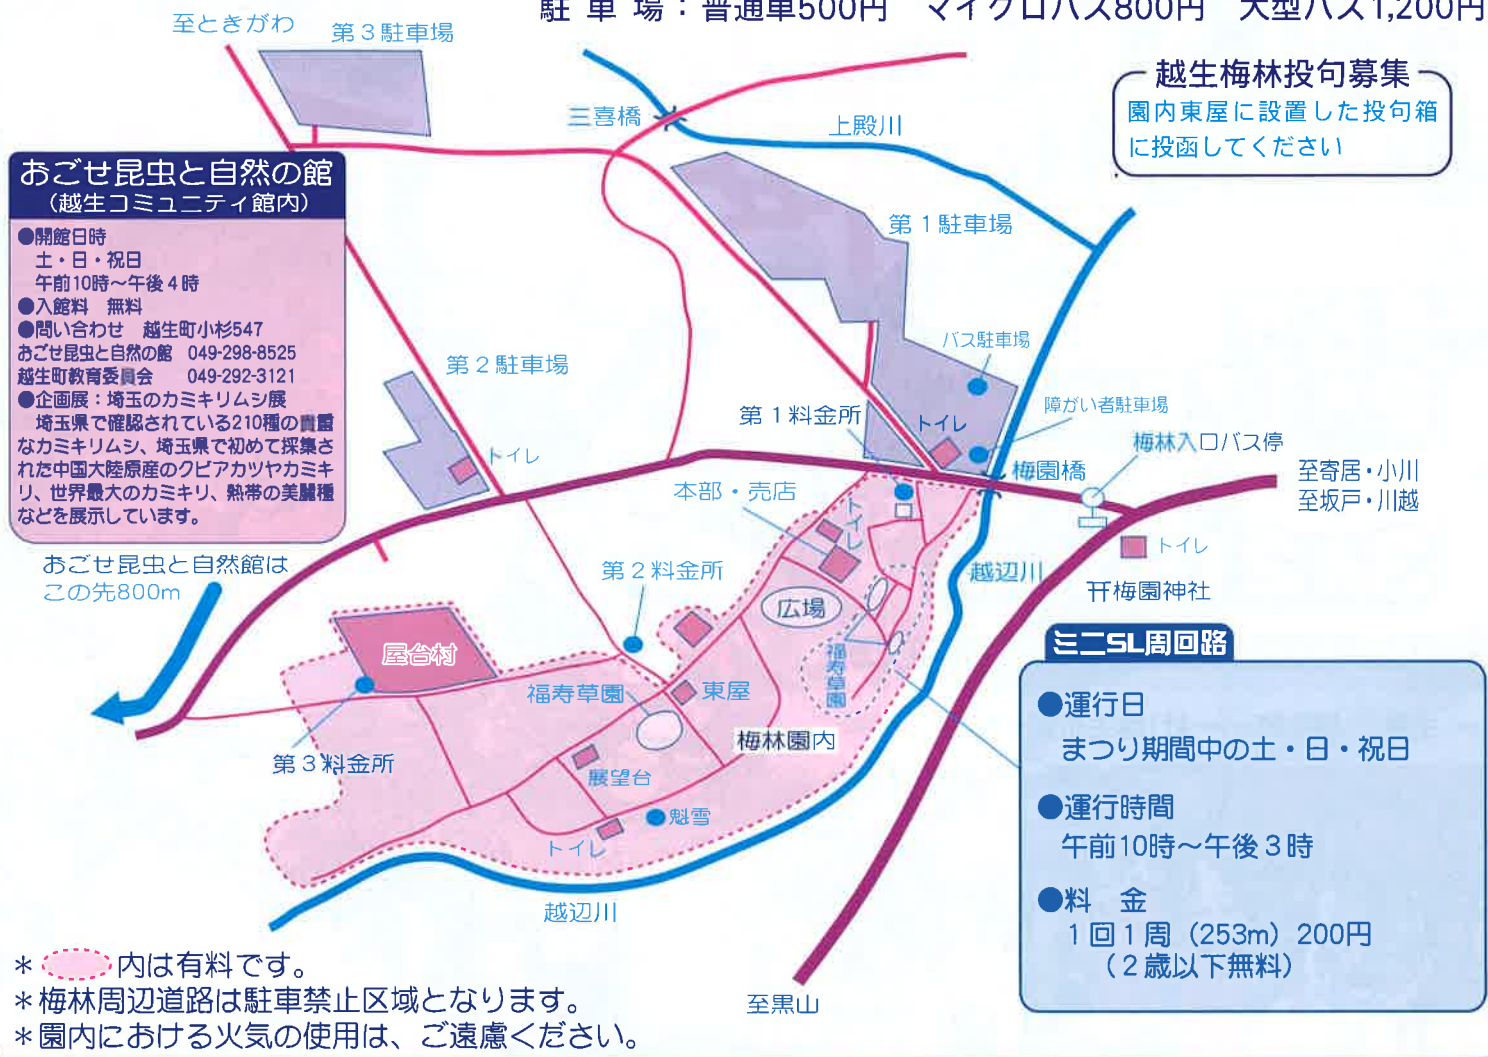 駐車場：普通車500円　マイクロバス800円　大型バス1,200円
至ときがわ
第３駐車場
三喜橋
上殿川
越生梅林投句募集
園内東屋に設置した投句箱
に投函してください
おごせ昆虫と自然の館
（越生コミュニティ館内）
●開館日時
土・日・祝日
午前10時～午後４時
●入館料　無料
●問い合わせ　越生町小杉547
おごせ昆虫と自然の館　049-298-8525
越生町教育委員会　049-292-3121
●企画展：埼玉のカミキリムシ展
埼玉県で確認されている210種の貴重
なカミキリムシ、埼玉県で初めて採集さ
れた中国大陸原産のクビアカツヤカミキ
リ、世界最大のカミキリ、熱帯の美麗種
などを展示しています。
おごせ昆虫と自然館は
この先800m
第１駐車場
バス駐車場
第２駐車場
トイレ
第１料金所
トイレ
障がい者駐車場
梅園橋
梅林入口バス停
至寄居・小川
至坂戸・川越
本部・売店
トイレ
トイレ
越辺川
梅園神社
第２料金所
広場
福寿草園
屋台村
福寿草園
東屋
梅林園内
第３料金所
展望台
魁雪
トイレ
越辺川
至黒山
ミニSL周回路
●運行日
まつり期間中の土・日・祝日
●運行時間
午前10時～午後３時
●料　金
１回１周（253m）200円
（２歳以下無料）
＊　　内は有料です。
＊梅林周辺道路は駐車禁止区域となります。
＊園内における火気の使用は、ご遠慮ください。